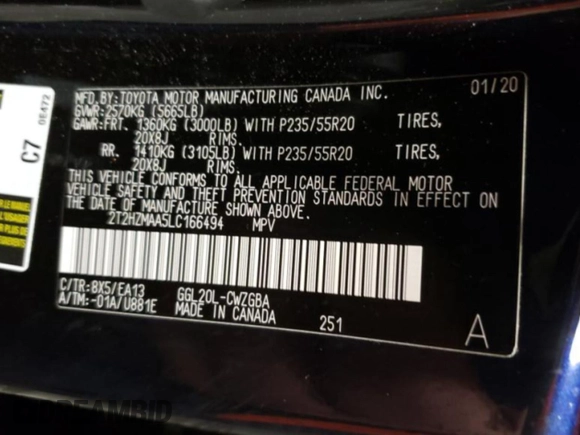 MFD.BY:TOYOTA MOTOR MANUFACTURING CANADA INC. 01/20
GVWR:2570KG (5665LB)
GAWR:FRT. 1360KG (3000LB) WITH P235/55R20 TIRES,
20X8J RIMS.
RR. 1410KG (3105LB) WITH P235/55R20 TIRES,
20X8J RIMS.
THIS VEHICLE CONFORMS TO ALL APPLICABLE FEDERAL MOTOR
VEHICLE SAFETY AND THEFT PREVENTION STANDARDS IN EFFECT ON
THE DATE OF MANUFACTURE SHOWN ABOVE.
2T2HZMAA5LC166494 MPV
C/TR:8X5/EA13 GGL20L-CWZGBA
A/TM:-01A/U881E MADE IN CANADA 251 A
C7
06472